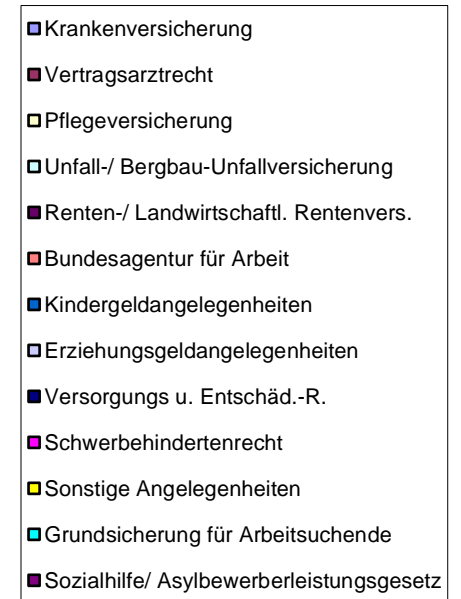 Krankenversicherung
Vertragsarztrecht
Pflegeversicherung
Unfall-/ Bergbau-Unfallversicherung
Renten-/ Landwirtschaftl. Rentenvers.
Bundesagentur für Arbeit
Kindergeldangelegenheiten
Erziehungsgeldangelegenheiten
Versorgungs u. Entschäd.-R.
Schwerbehindertenrecht
Sonstige Angelegenheiten
Grundsicherung für Arbeitsuchende
Sozialhilfe/ Asylbewerberleistungsgesetz